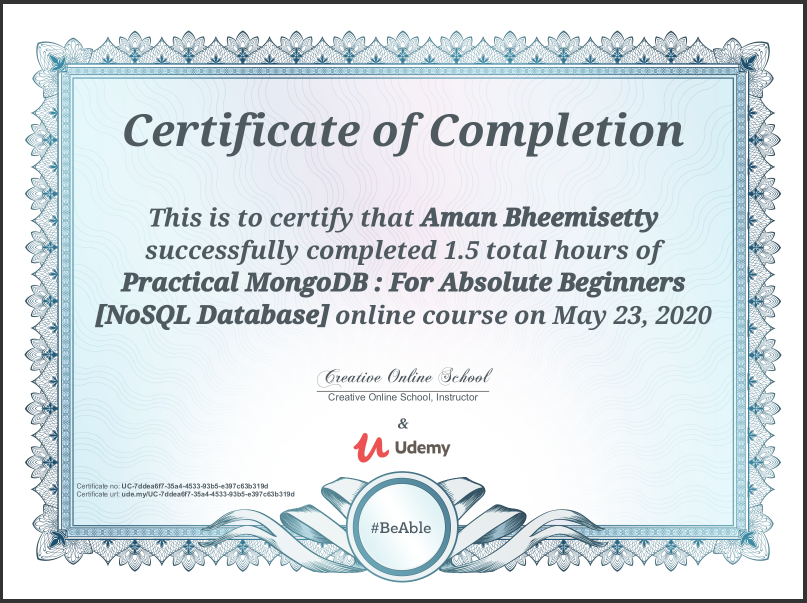 Certificate of Completion
This is to certify that Aman Bheemisetty
successfully completed 1.5 total hours of
Practical MongoDB : For Absolute Beginners
[NoSQL Database] online course on May 23, 2020
Creative Online School
Creative Online School, Instructor
&
Udemy
Certificate no: UC-7ddea6f7-35a4-4533-93b5-e397c63b319d
Certificate url: ude.my/UC-7ddea6f7-35a4-4533-93b5-e397c63b319d
#BeAble